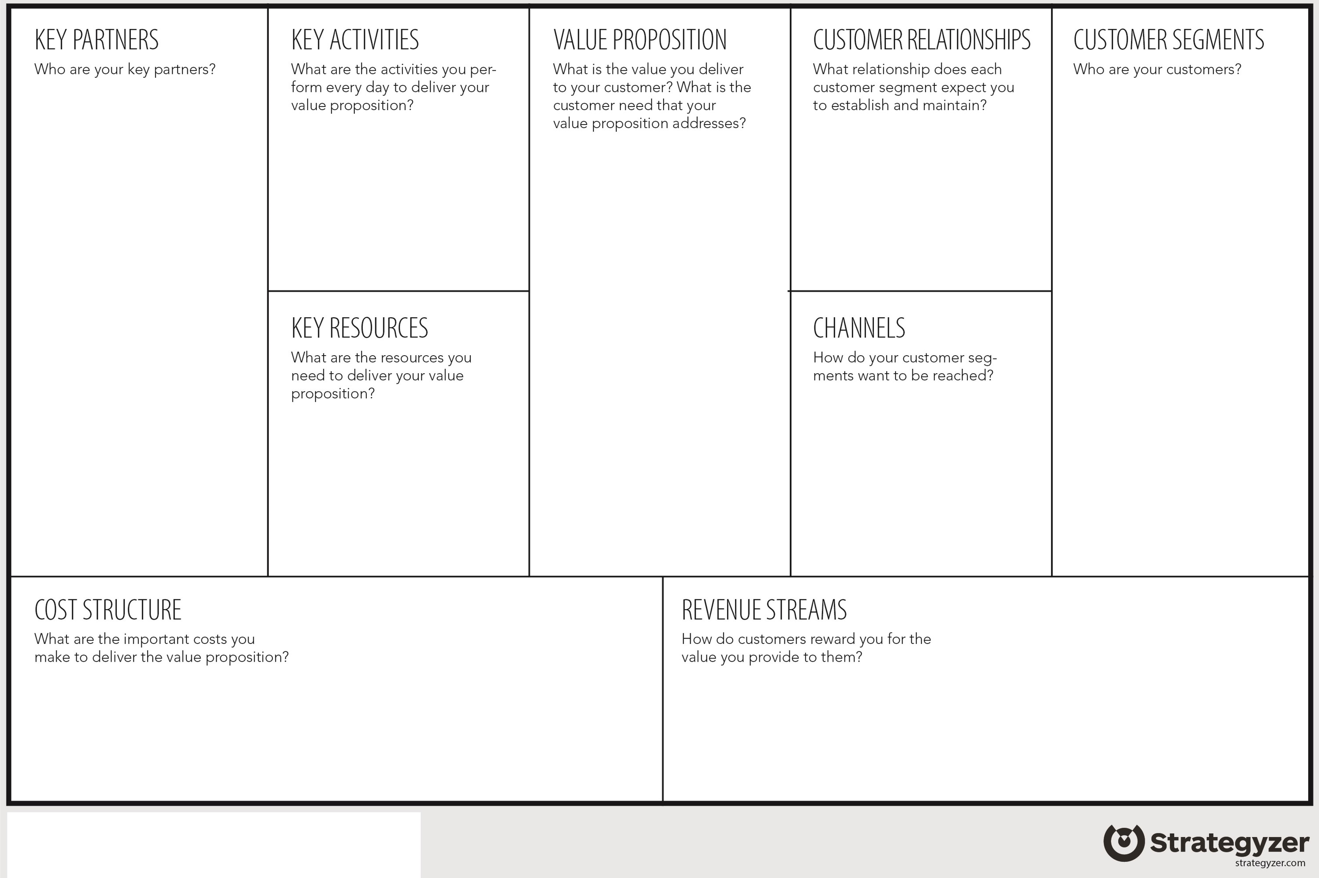 KEY PARTNERS
Who are your key partners?
KEY ACTIVITIES
What are the activities you per-
form every day to deliver your
value proposition?
KEY RESOURCES
What are the resources you
need to deliver your value
proposition?
VALUE PROPOSITION
What is the value you deliver
to your customer? What is the
customer need that your
value proposition addresses?
CUSTOMER RELATIONSHIPS
What relationship does each
customer segment expect you
to establish and maintain?
CHANNELS
How do your customer seg-
ments want to be reached?
CUSTOMER SEGMENTS
Who are your customers?
COST STRUCTURE
What are the important costs you
make to deliver the value proposition?
REVENUE STREAMS
How do customers reward you for the
value you provide to them?
Strategyzer
strategyzer.com